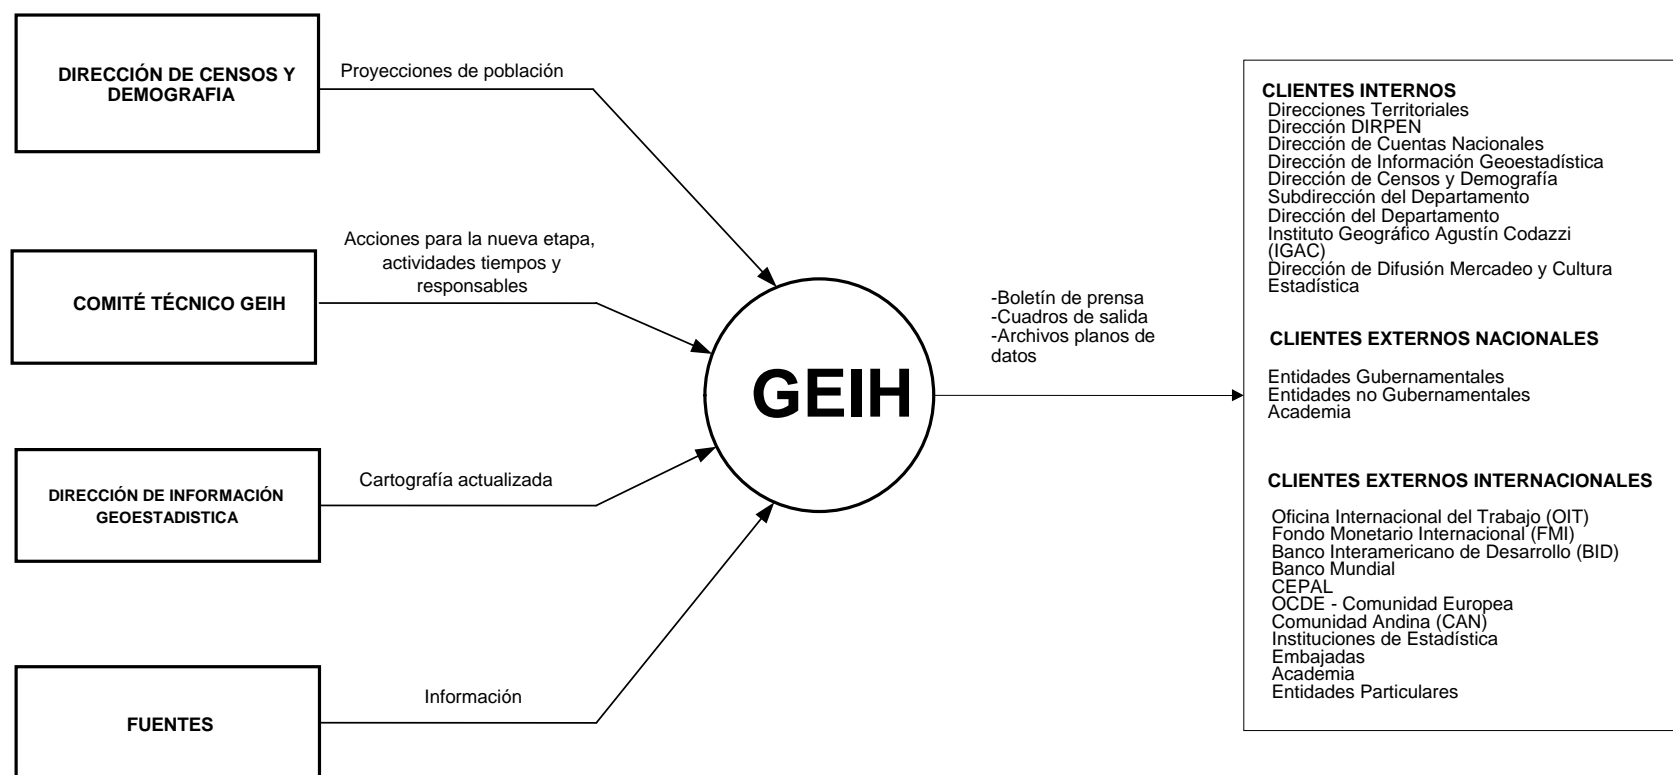 DIRECCIÓN DE CENSOS Y
DEMOGRAFIA
Proyecciones de población
COMITÉ TÉCNICO GEIH
Acciones para la nueva etapa,
actividades tiempos y
responsables
DIRECCIÓN DE INFORMACIÓN
GEOESTADISTICA
Cartografía actualizada
FUENTES
Información
GEIH
-Boletín de prensa
-Cuadros de salida
-Archivos planos de
datos
CLIENTES INTERNOS
Direcciones Territoriales
Dirección DIRPEN
Dirección de Cuentas Nacionales
Dirección de Información Geoestadística
Dirección de Censos y Demografía
Subdirección del Departamento
Dirección del Departamento
Instituto Geográfico Agustín Codazzi
(IGAC)
Dirección de Difusión Mercadeo y Cultura
Estadística
CLIENTES EXTERNOS NACIONALES
Entidades Gubernamentales
Entidades no Gubernamentales
Academia
CLIENTES EXTERNOS INTERNACIONALES
Oficina Internacional del Trabajo (OIT)
Fondo Monetario Internacional (FMI)
Banco Interamericano de Desarrollo (BID)
Banco Mundial
CEPAL
OCDE - Comunidad Europea
Comunidad Andina (CAN)
Instituciones de Estadística
Embajadas
Academia
Entidades Particulares